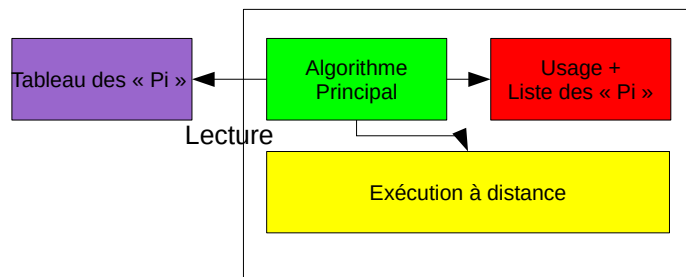 Tableau des « Pi »
Algorithme
Principal
Usage +
Liste des « Pi »
Lecture
Exécution à distance